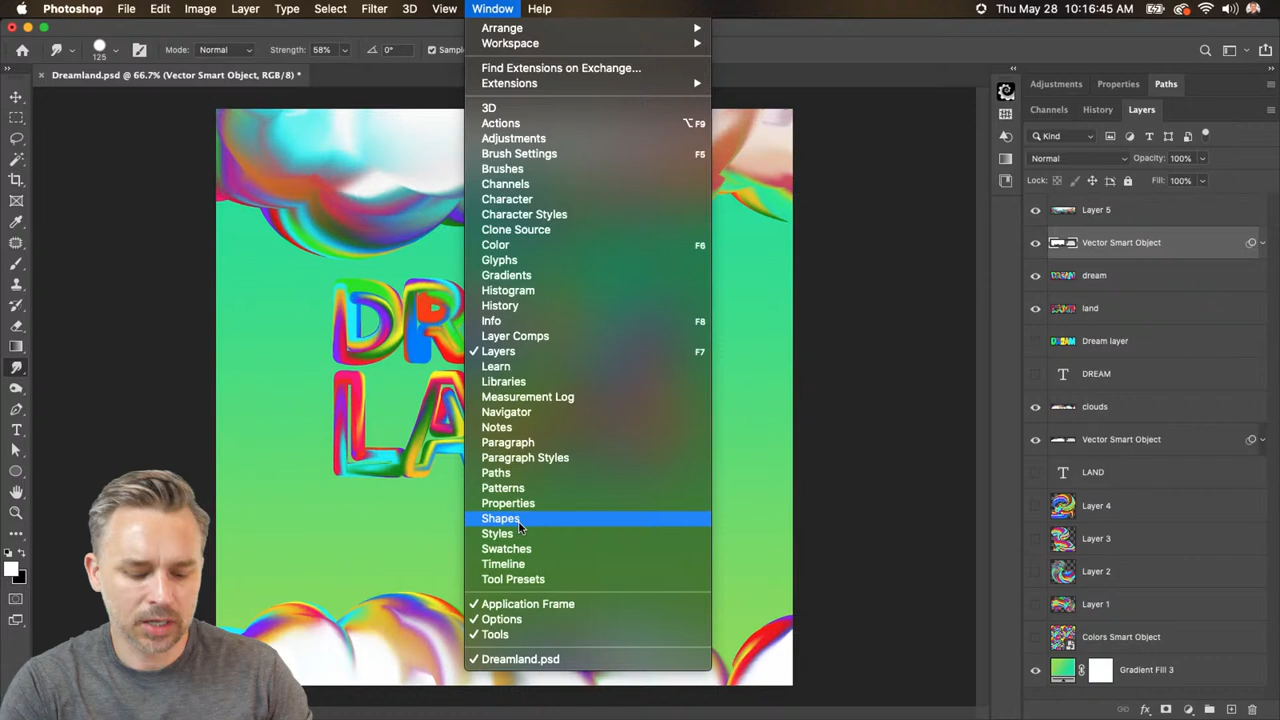 Photoshop File Edit Image Layer Type Select Filter 3D View Window Help Thu May 28 10:16:45 AM
125 Mode: Normal Strength: 58% 0° Sampl
Dreamland.psd @ 66.7% (Vector Smart Object, RGB/8) *
Arrange
Workspace
Find Extensions on Exchange...
Extensions
3D
Actions ⌥F9
Adjustments
Brush Settings F5
Brushes
Channels
Character
Character Styles
Clone Source
Color F6
Glyphs
Gradients
Histogram
History
Info F8
Layer Comps
✓ Layers F7
Learn
Libraries
Measurement Log
Navigator
Notes
Paragraph
Paragraph Styles
Paths
Patterns
Properties
Shapes
Styles
Swatches
Timeline
Tool Presets
✓ Application Frame
✓ Options
✓ Tools
✓ Dreamland.psd
DR
LA
Adjustments Properties Paths
Channels History Layers
Kind
Normal Opacity: 100%
Lock: Fill: 100%
Layer 5
Vector Smart Object
dream
land
Dream layer
DREAM
clouds
Vector Smart Object
LAND
Layer 4
Layer 3
Layer 2
Layer 1
Colors Smart Object
Gradient Fill 3